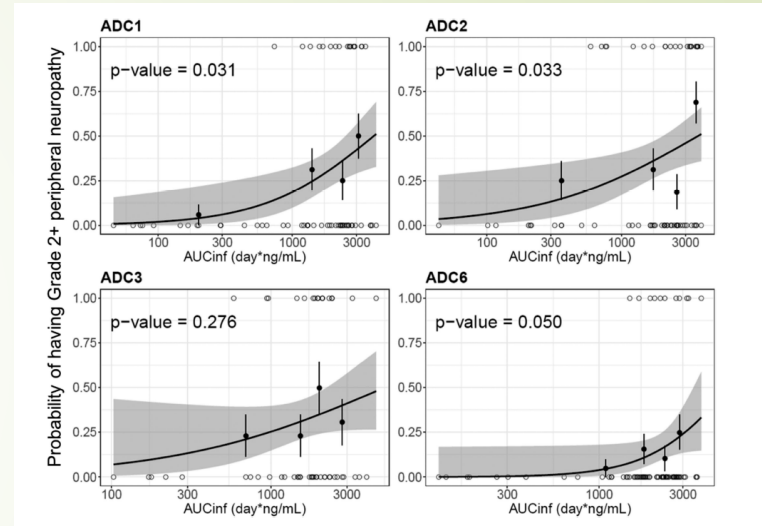 Probability of having Grade 2+ peripheral neuropathy
ADC1
1.00
0.75
0.50
0.25
0.00
p−value = 0.031
100 300 1000 3000
AUCinf (day*ng/mL)
ADC2
1.00
0.75
0.50
0.25
0.00
p−value = 0.033
100 300 1000 3000
AUCinf (day*ng/mL)
ADC3
1.00
0.75
0.50
0.25
0.00
p−value = 0.276
100 300 1000 3000
AUCinf (day*ng/mL)
ADC6
1.00
0.75
0.50
0.25
0.00
p−value = 0.050
300 1000 3000
AUCinf (day*ng/mL)